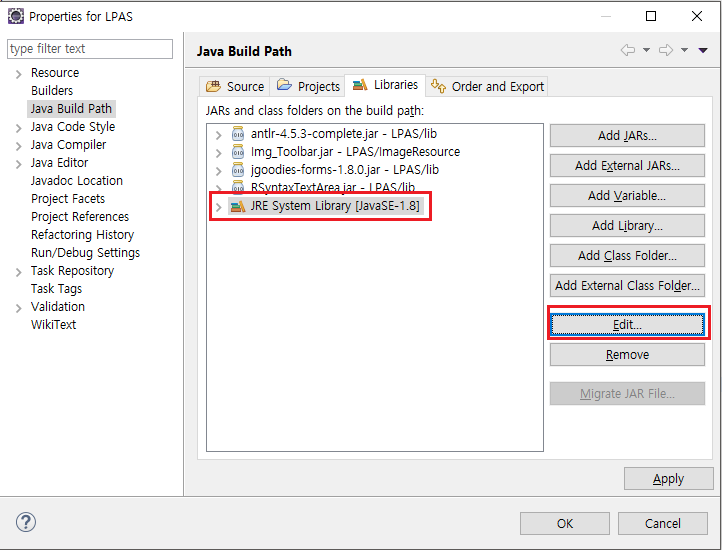 Properties for LPAS
type filter text
Resource
Builders
Java Build Path
Java Code Style
Java Compiler
Java Editor
Javadoc Location
Project Facets
Project References
Refactoring History
Run/Debug Settings
Task Repository
Task Tags
Validation
WikiText
Java Build Path
Source
Projects
Libraries
Order and Export
JARs and class folders on the build path:
antlr-4.5.3-complete.jar - LPAS/lib
Img_Toolbar.jar - LPAS/ImageResource
jgoodies-forms-1.8.0.jar - LPAS/lib
RSyntaxTextArea.jar - LPAS/lib
JRE System Library [JavaSE-1.8]
Add JARs...
Add External JARs...
Add Variable...
Add Library...
Add Class Folder...
Add External Class Folder...
Edit...
Remove
Migrate JAR File...
Apply
OK
Cancel